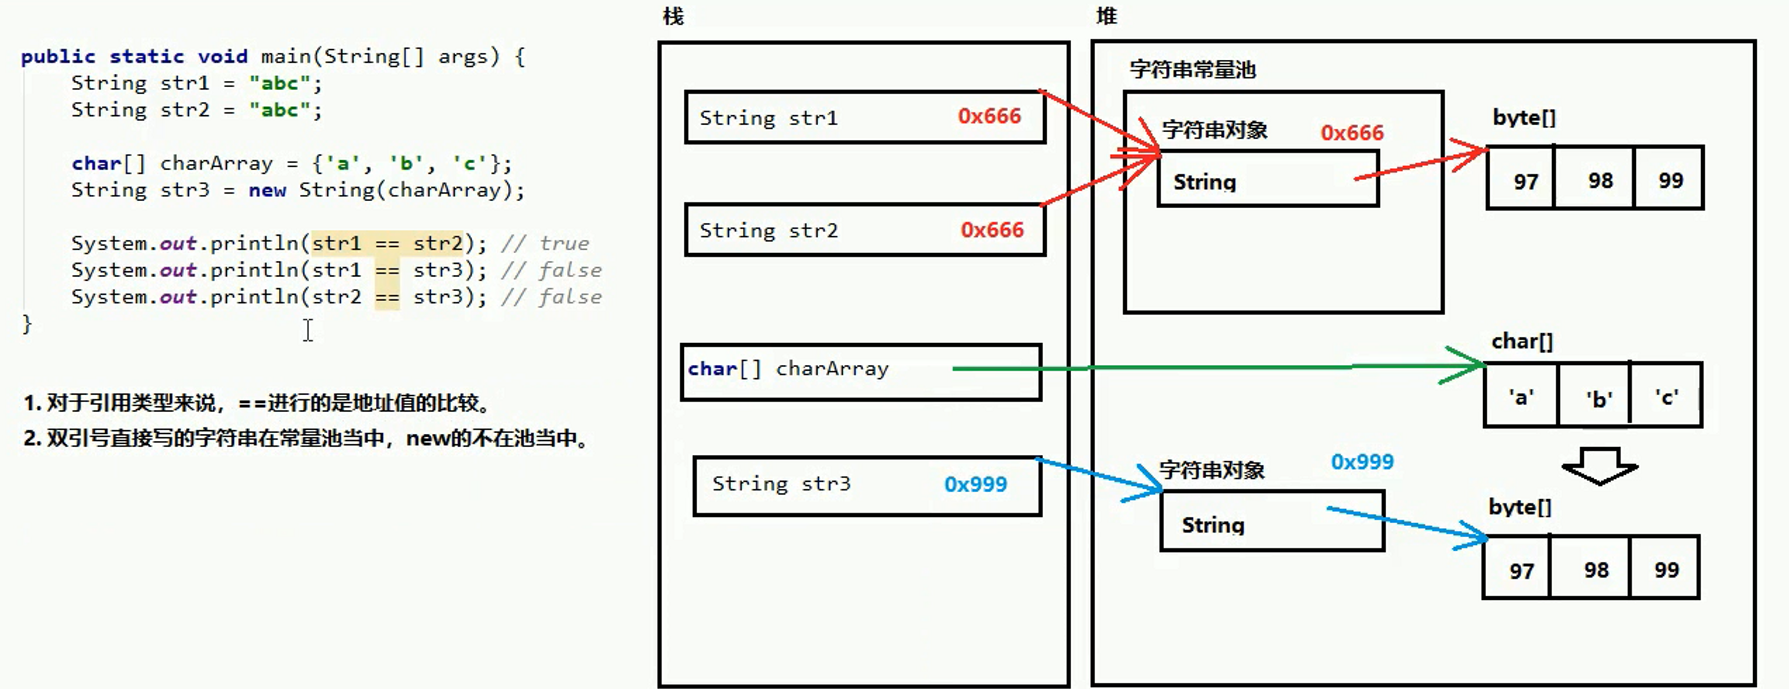 public static void main(String[] args) {
String str1 = "abc";
String str2 = "abc";
char[] charArray = {'a', 'b', 'c'};
String str3 = new String(charArray);
System.out.println(str1 == str2); // true
System.out.println(str1 == str3); // false
System.out.println(str2 == str3); // false
}
1. 对于引用类型来说，==进行的是地址值的比较。
2. 双引号直接写的字符串在常量池当中，new的不在池当中。
栈
String str1 0x666
String str2 0x666
char[] charArray
String str3 0x999
堆
字符串常量池
字符串对象 0x666
String
byte[]
97 98 99
char[]
'a' 'b' 'c'
字符串对象 0x999
String
byte[]
97 98 99